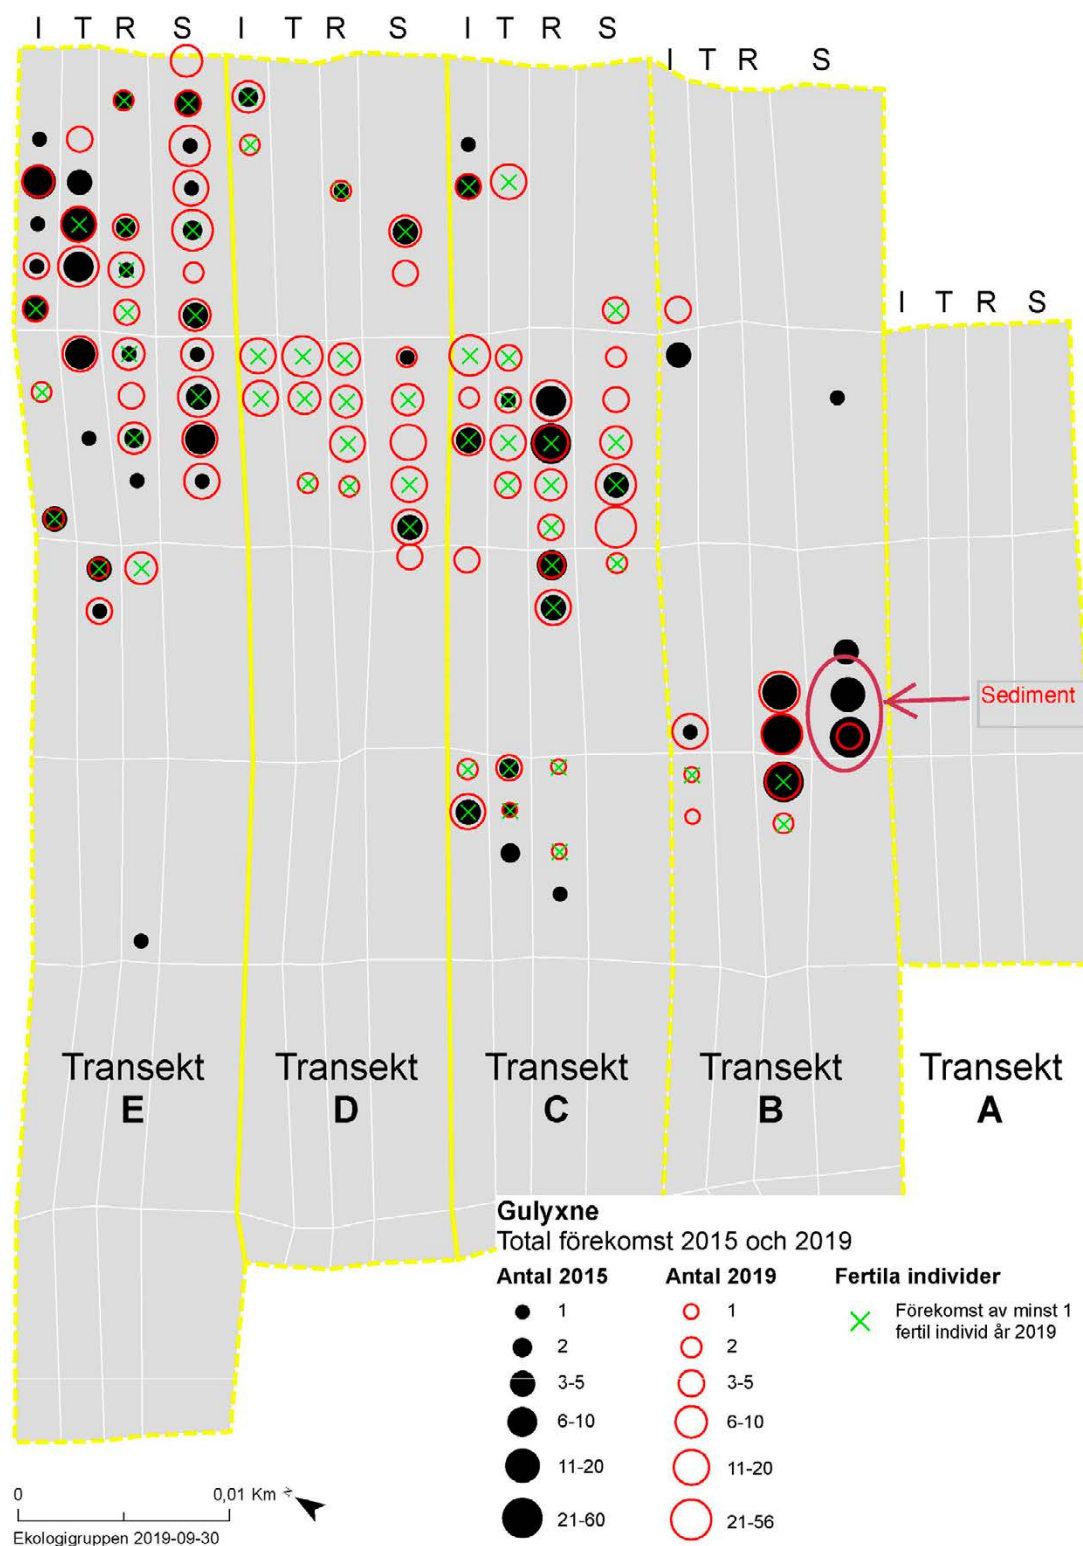 I T R S I T R S I T R S
I T R S
I T R S
Sediment
Transekt
E
Transekt
D
Transekt
C
Transekt
B
Transekt
A
Gulyxne
Total förekomst 2015 och 2019
Antal 2015 Antal 2019 Fertila individer
1 1 Förekomst av minst 1
fertil individ år 2019
2 2
3-5 3-5
6-10 6-10
11-20 11-20
21-60 21-56
0 0,01 Km
Ekologigruppen 2019-09-30